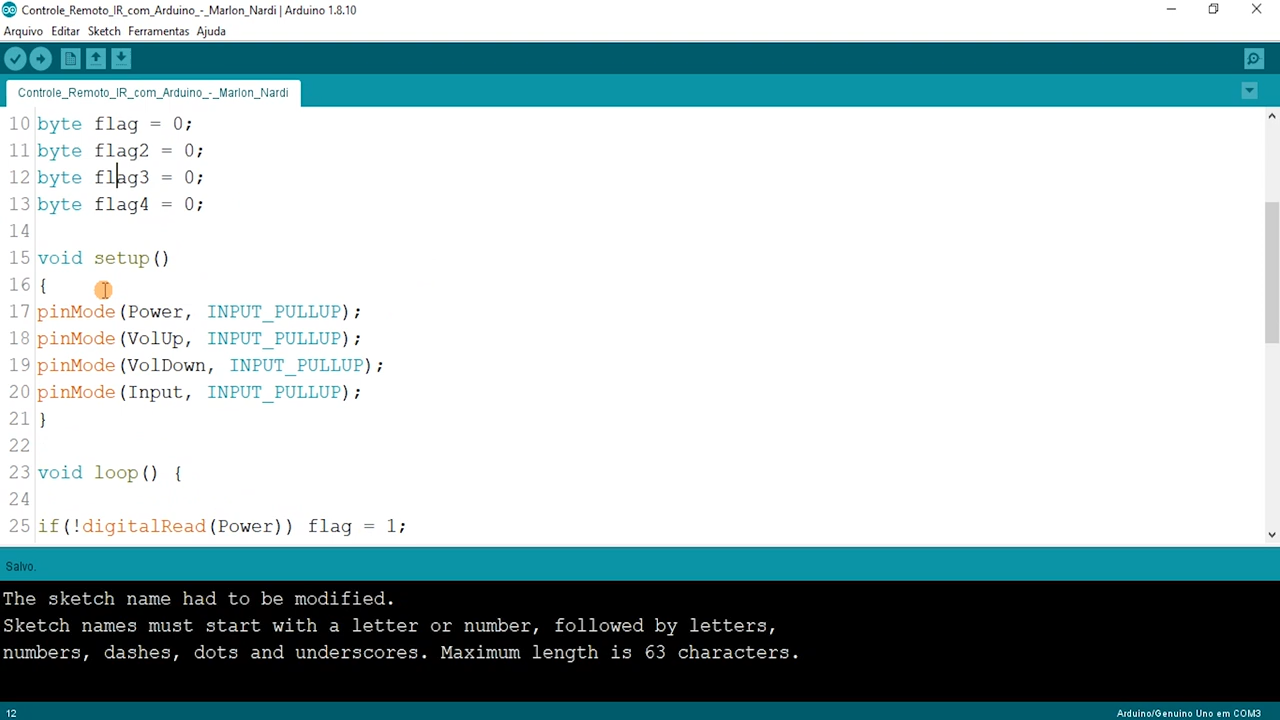 Controle_Remoto_IR_com_Arduino_-_Marlon_Nardi | Arduino 1.8.10
Arquivo Editar Sketch Ferramentas Ajuda
Controle_Remoto_IR_com_Arduino_-_Marlon_Nardi
10 byte flag = 0;
11 byte flag2 = 0;
12 byte flag3 = 0;
13 byte flag4 = 0;
14
15 void setup()
16 {
17 pinMode(Power, INPUT_PULLUP);
18 pinMode(VolUp, INPUT_PULLUP);
19 pinMode(VolDown, INPUT_PULLUP);
20 pinMode(Input, INPUT_PULLUP);
21 }
22
23 void loop() {
24
25 if(!digitalRead(Power)) flag = 1;
Salvo.
The sketch name had to be modified.
Sketch names must start with a letter or number, followed by letters,
numbers, dashes, dots and underscores. Maximum length is 63 characters.
12 Arduino/Genuino Uno em COM3